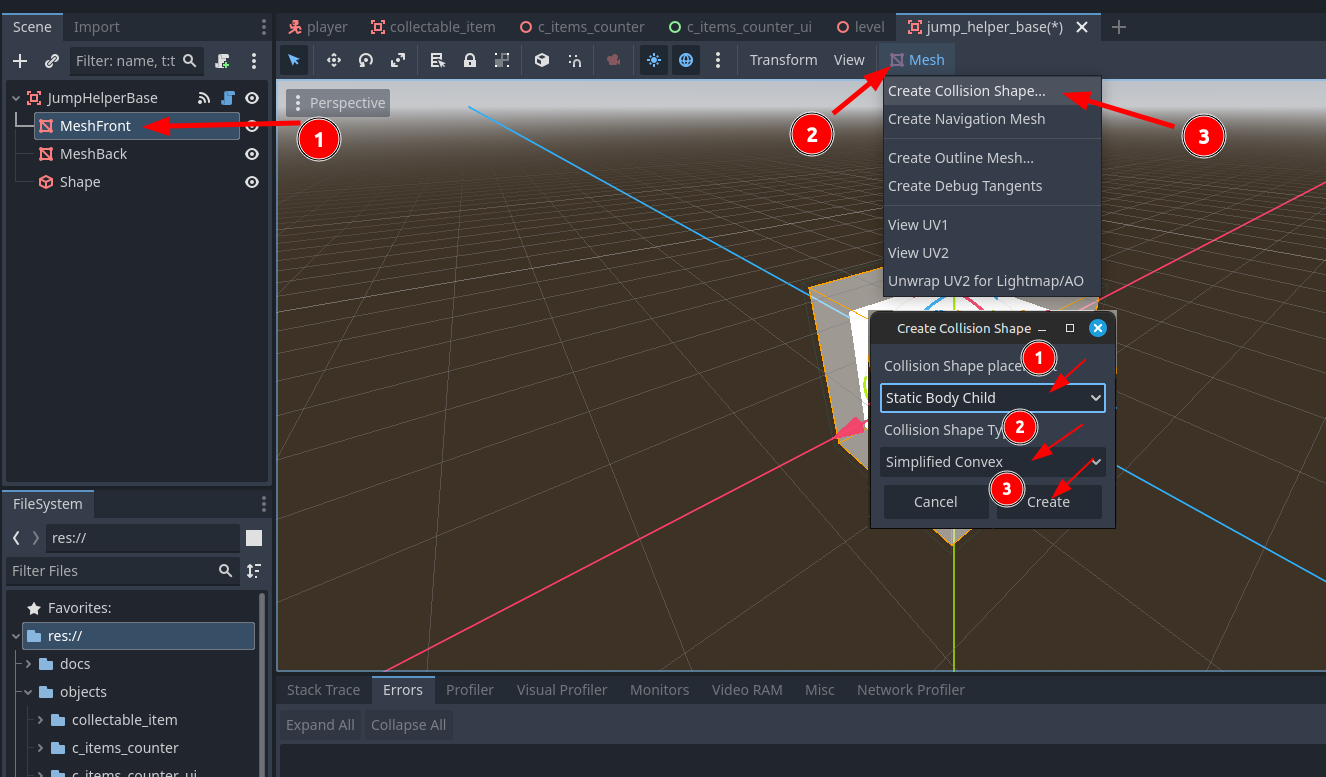 Scene Import
player collectable_item c_items_counter c_items_counter_ui level jump_helper_base(*)
Filter: name, t:t
Transform View Mesh
JumpHelperBase
MeshFront
MeshBack
Shape
1
Perspective
2
3
Create Collision Shape...
Create Navigation Mesh
Create Outline Mesh...
Create Debug Tangents
View UV1
View UV2
Unwrap UV2 for Lightmap/AO
Create Collision Shape
1
Collision Shape
Static Body Child
2
Collision Shape
Simplified Convex
3
Cancel Create
FileSystem
res://
Filter Files
Favorites:
res://
docs
objects
collectable_item
c_items_counter
c_items_counter_ui
Stack Trace Errors Profiler Visual Profiler Monitors Video RAM Misc Network Profiler
Expand All Collapse All